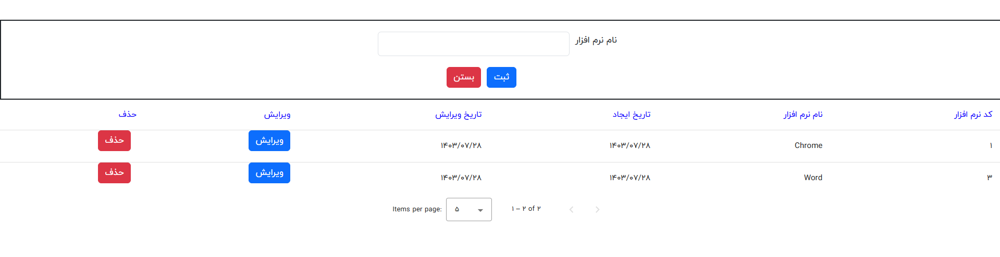 نام نرم افزار
ثبت بستن
کد نرم افزار نام نرم افزار تاریخ ایجاد تاریخ ویرایش ویرایش حذف
۱ Chrome ۱۴۰۳/۰۷/۲۸ ۱۴۰۳/۰۷/۲۸ ویرایش حذف
۳ Word ۱۴۰۳/۰۷/۲۸ ۱۴۰۳/۰۷/۲۸ ویرایش حذف
Items per page: ۵ ۱ – ۲ of ۲